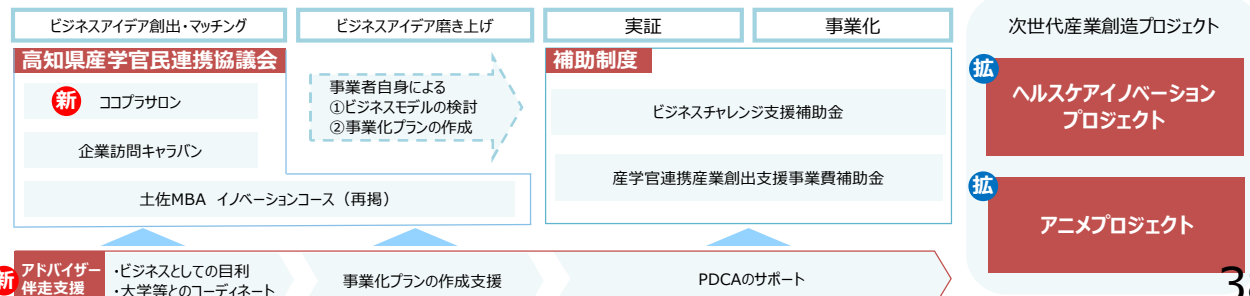 ビジネスアイデア創出・マッチング
ビジネスアイデア磨き上げ
実証
事業化
次世代産業創造プロジェクト
高知県産学官民連携協議会
新 ココプラサロン
企業訪問キャラバン
土佐MBA イノベーションコース（再掲）
事業者自身による
①ビジネスモデルの検討
②事業化プランの作成
補助制度
ビジネスチャレンジ支援補助金
産学官連携産業創出支援事業費補助金
拡
ヘルスケアイノベーション
プロジェクト
拡
アニメプロジェクト
新
アドバイザー
伴走支援
・ビジネスとしての目利
・大学等とのコーディネート
事業化プランの作成支援
PDCAのサポート